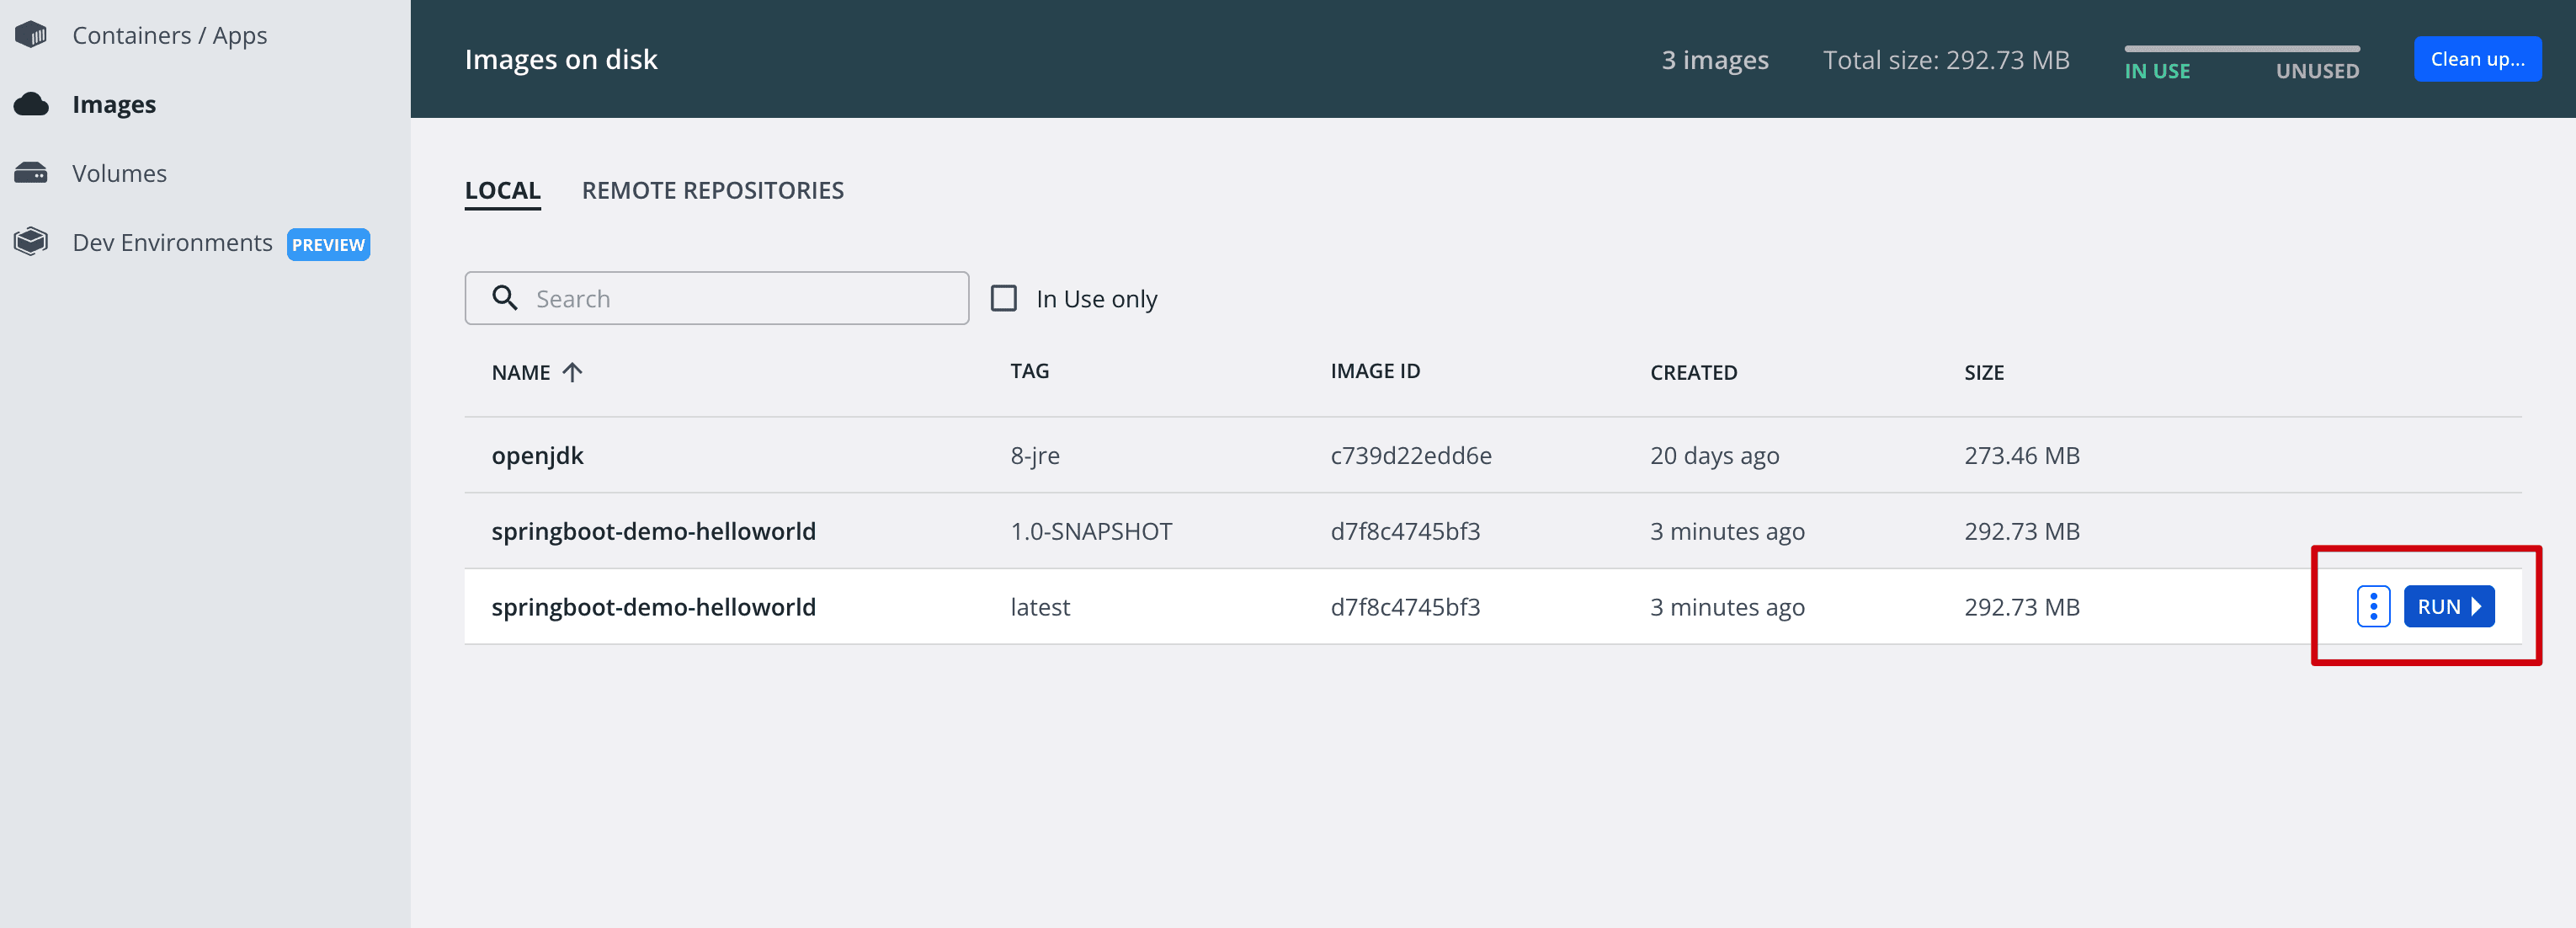 Containers / Apps
Images
Volumes
Dev Environments PREVIEW
Images on disk
3 images Total size: 292.73 MB IN USE UNUSED Clean up...
LOCAL REMOTE REPOSITORIES
Search In Use only
NAME TAG IMAGE ID CREATED SIZE
openjdk 8-jre c739d22edd6e 20 days ago 273.46 MB
springboot-demo-helloworld 1.0-SNAPSHOT d7f8c4745bf3 3 minutes ago 292.73 MB
springboot-demo-helloworld latest d7f8c4745bf3 3 minutes ago 292.73 MB RUN